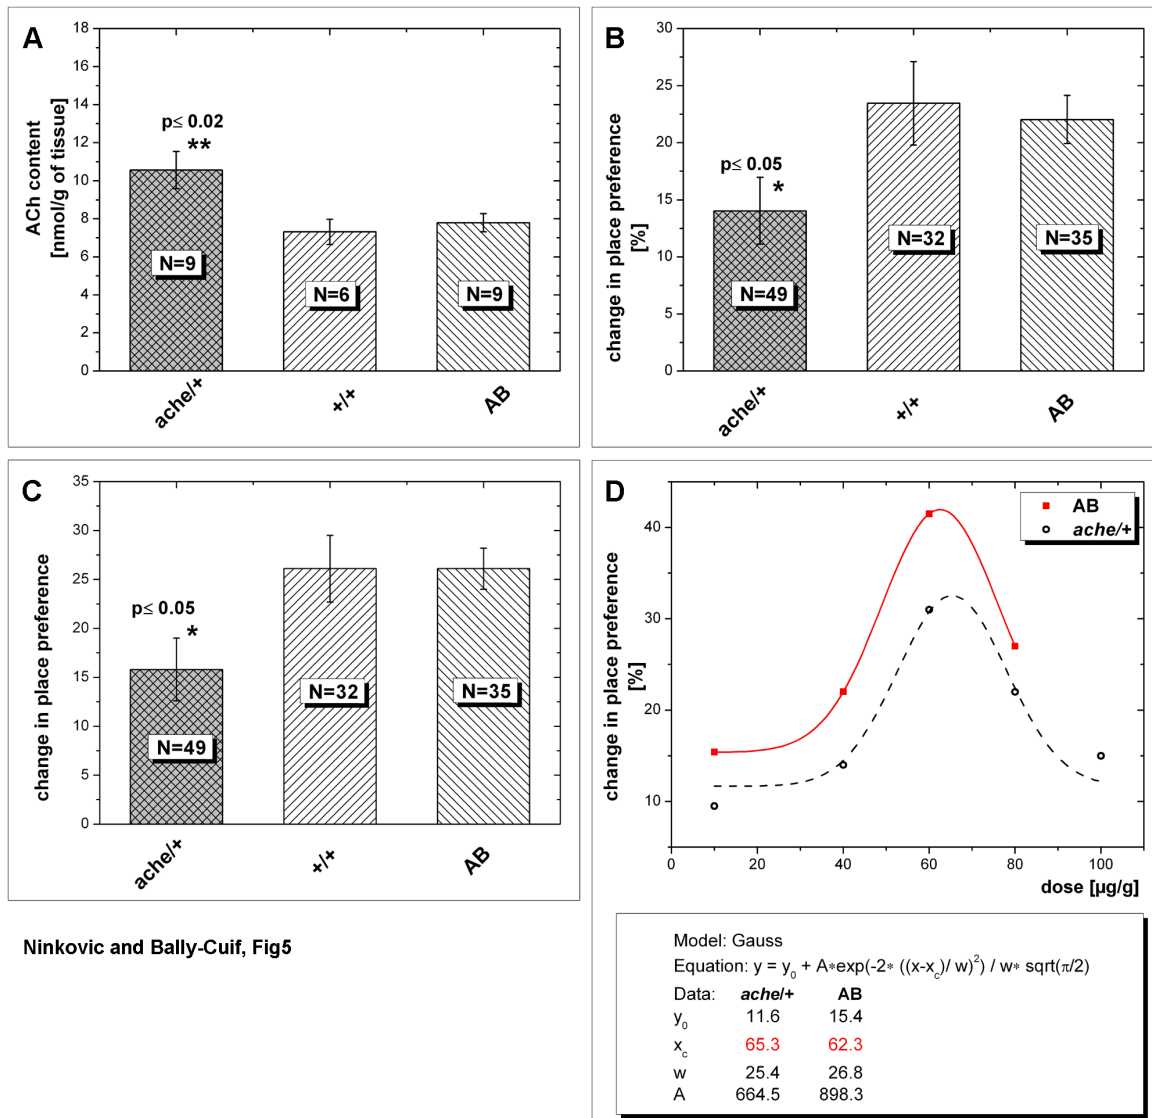 A
ACh content
[nmol/g of tissue]
18
16
14
12
10
8
6
4
2
0
p≤ 0.02
**
N=9
N=6
N=9
ache/+
+/+
AB
B
change in place preference
[%]
30
25
20
15
10
5
0
p≤ 0.05
*
N=49
N=32
N=35
ache/+
+/+
AB
C
change in place preference
35
30
25
20
15
10
5
0
p≤ 0.05
*
N=49
N=32
N=35
ache/+
+/+
AB
D
change in place preference
[%]
40
30
20
10
AB
ache/+
0
20
40
60
80
100
dose [µg/g]
Ninkovic and Bally-Cuif, Fig5
Model: Gauss
Equation: y = y₀ + A*exp(-2* ((x-x꜀)/ w)²) / w* sqrt(π/2)
Data: ache/+ AB
y₀ 11.6 15.4
x꜀ 65.3 62.3
w 25.4 26.8
A 664.5 898.3